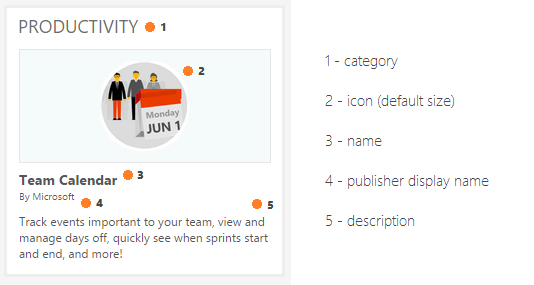 PRODUCTIVITY 1
2
Monday
JUN 1
Team Calendar 3
By Microsoft 4
5
Track events important to your team, view and
manage days off, quickly see when sprints start
and end, and more!
1 - category
2 - icon (default size)
3 - name
4 - publisher display name
5 - description